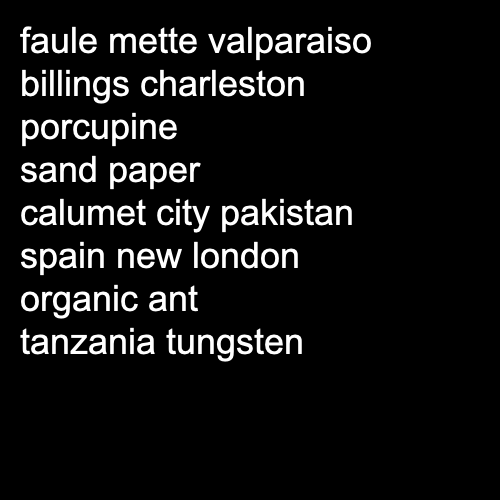 faule mette valparaiso
billings charleston
porcupine
sand paper
calumet city pakistan
spain new london
organic ant
tanzania tungsten